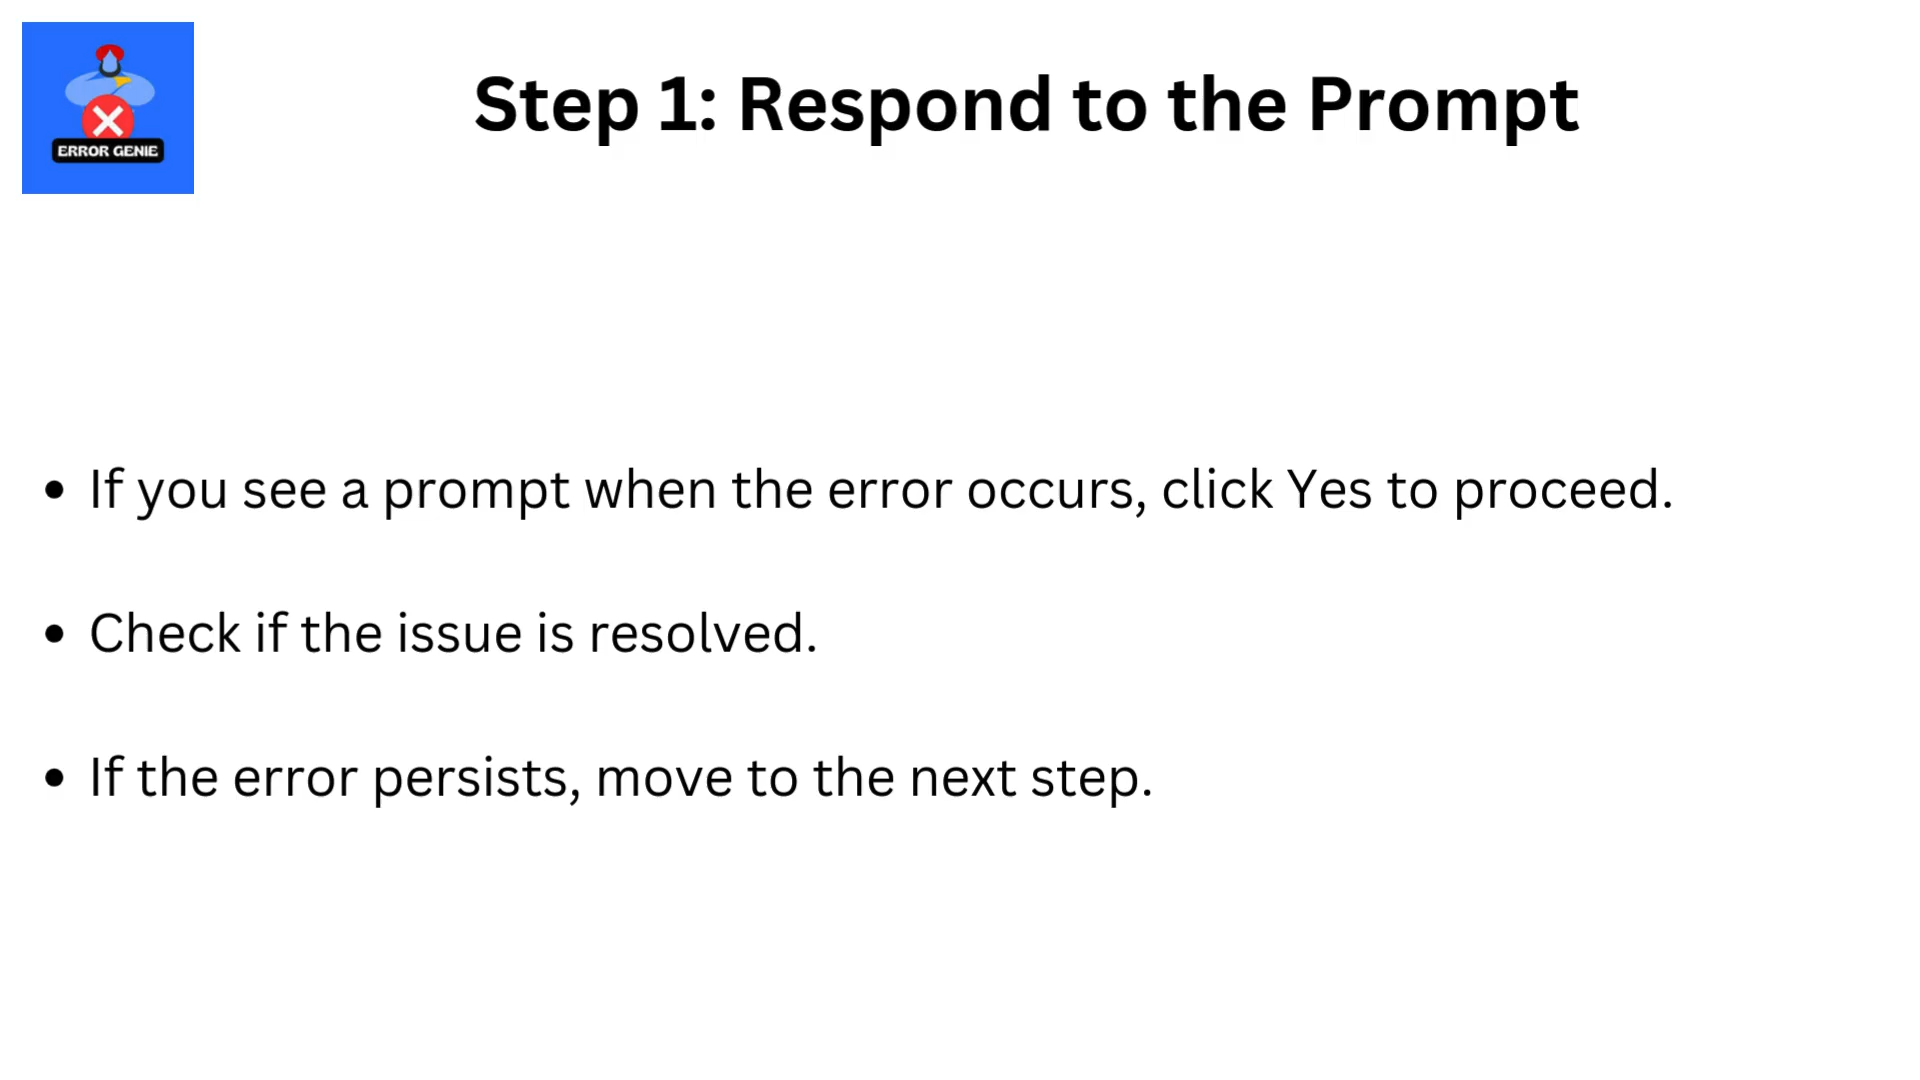 ERROR GENIE
Step 1: Respond to the Prompt
• If you see a prompt when the error occurs, click Yes to proceed.
• Check if the issue is resolved.
• If the error persists, move to the next step.